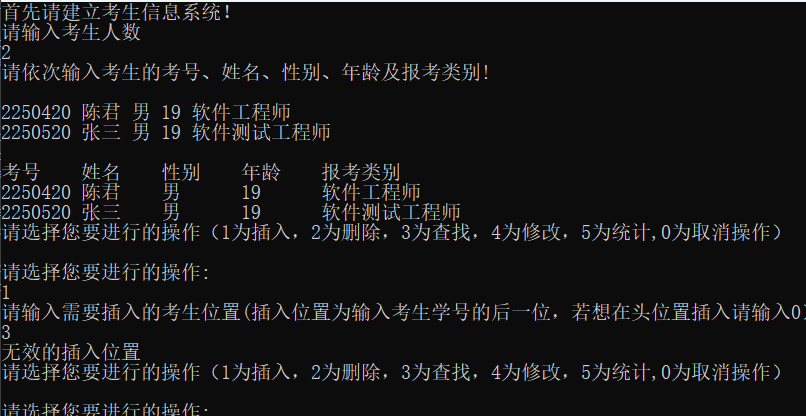 首先请建立考生信息系统！
请输入考生人数
2
请依次输入考生的考号、姓名、性别、年龄及报考类别!
2250420 陈君 男 19 软件工程师
2250520 张三 男 19 软件测试工程师
考号 姓名 性别 年龄 报考类别
2250420 陈君 男 19 软件工程师
2250520 张三 男 19 软件测试工程师
请选择您要进行的操作（1为插入，2为删除，3为查找，4为修改，5为统计,0为取消操作）
请选择您要进行的操作:
1
请输入需要插入的考生位置(插入位置为输入考生学号的后一位，若想在头位置插入请输入0)
3
无效的插入位置
请选择您要进行的操作（1为插入，2为删除，3为查找，4为修改，5为统计,0为取消操作）
请选择您要进行的操作: